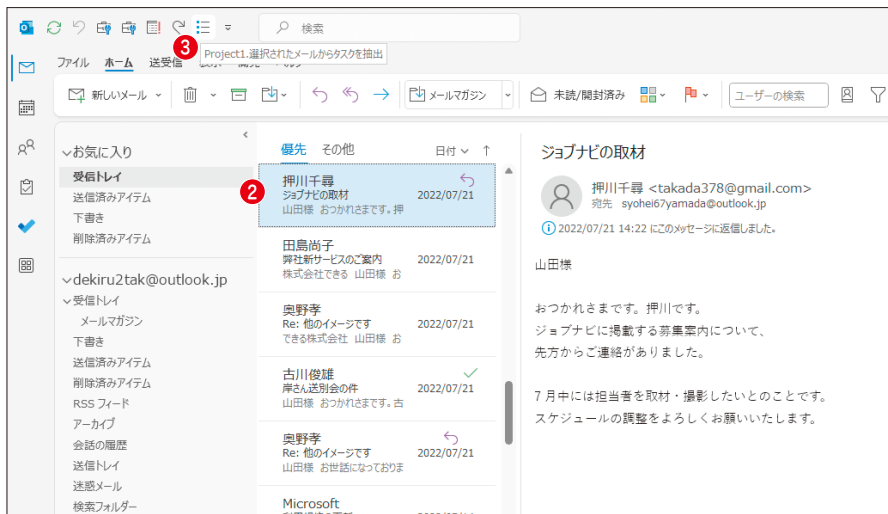 検索
3
Project1.選択されたメールからタスクを抽出
ファイル ホーム 送受信
新しいメール
メールマガジン
未読/開封済み
ユーザーの検索
お気に入り
受信トレイ
送信済みアイテム
下書き
削除済みアイテム
dekiru2tak@outlook.jp
受信トレイ
メールマガジン
下書き
送信済みアイテム
削除済みアイテム
RSS フィード
アーカイブ
会話の履歴
送信トレイ
迷惑メール
検索フォルダー
優先 その他 日付 ↑
2
押川千尋
ジョブナビの取材 2022/07/21
山田様 おつかれさまです。押
田島尚子
弊社新サービスのご案内 2022/07/21
株式会社できる 山田様 お
奥野孝
Re: 他のイメージです 2022/07/21
できる株式会社 山田様 お
古川俊雄
岸さん送別会の件 2022/07/21
山田様 おつかれさまです。古
奥野孝
Re: 他のイメージです 2022/07/21
山田様 お世話になっておりま
Microsoft
ジョブナビの取材
押川千尋 <takada378@gmail.com>
宛先 syohei67yamada@outlook.jp
2022/07/21 14:22 にこのメッセージに返信しました。
山田様
おつかれさまです。押川です。
ジョブナビに掲載する募集案内について、
先方からご連絡がありました。
7月中には担当者を取材・撮影したいとのことです。
スケジュールの調整をよろしくお願いいたします。